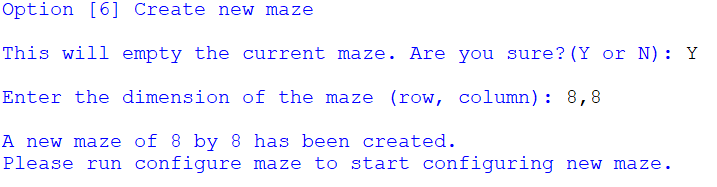 Option [6] Create new maze
This will empty the current maze. Are you sure?(Y or N): Y
Enter the dimension of the maze (row, column): 8,8
A new maze of 8 by 8 has been created.
Please run configure maze to start configuring new maze.